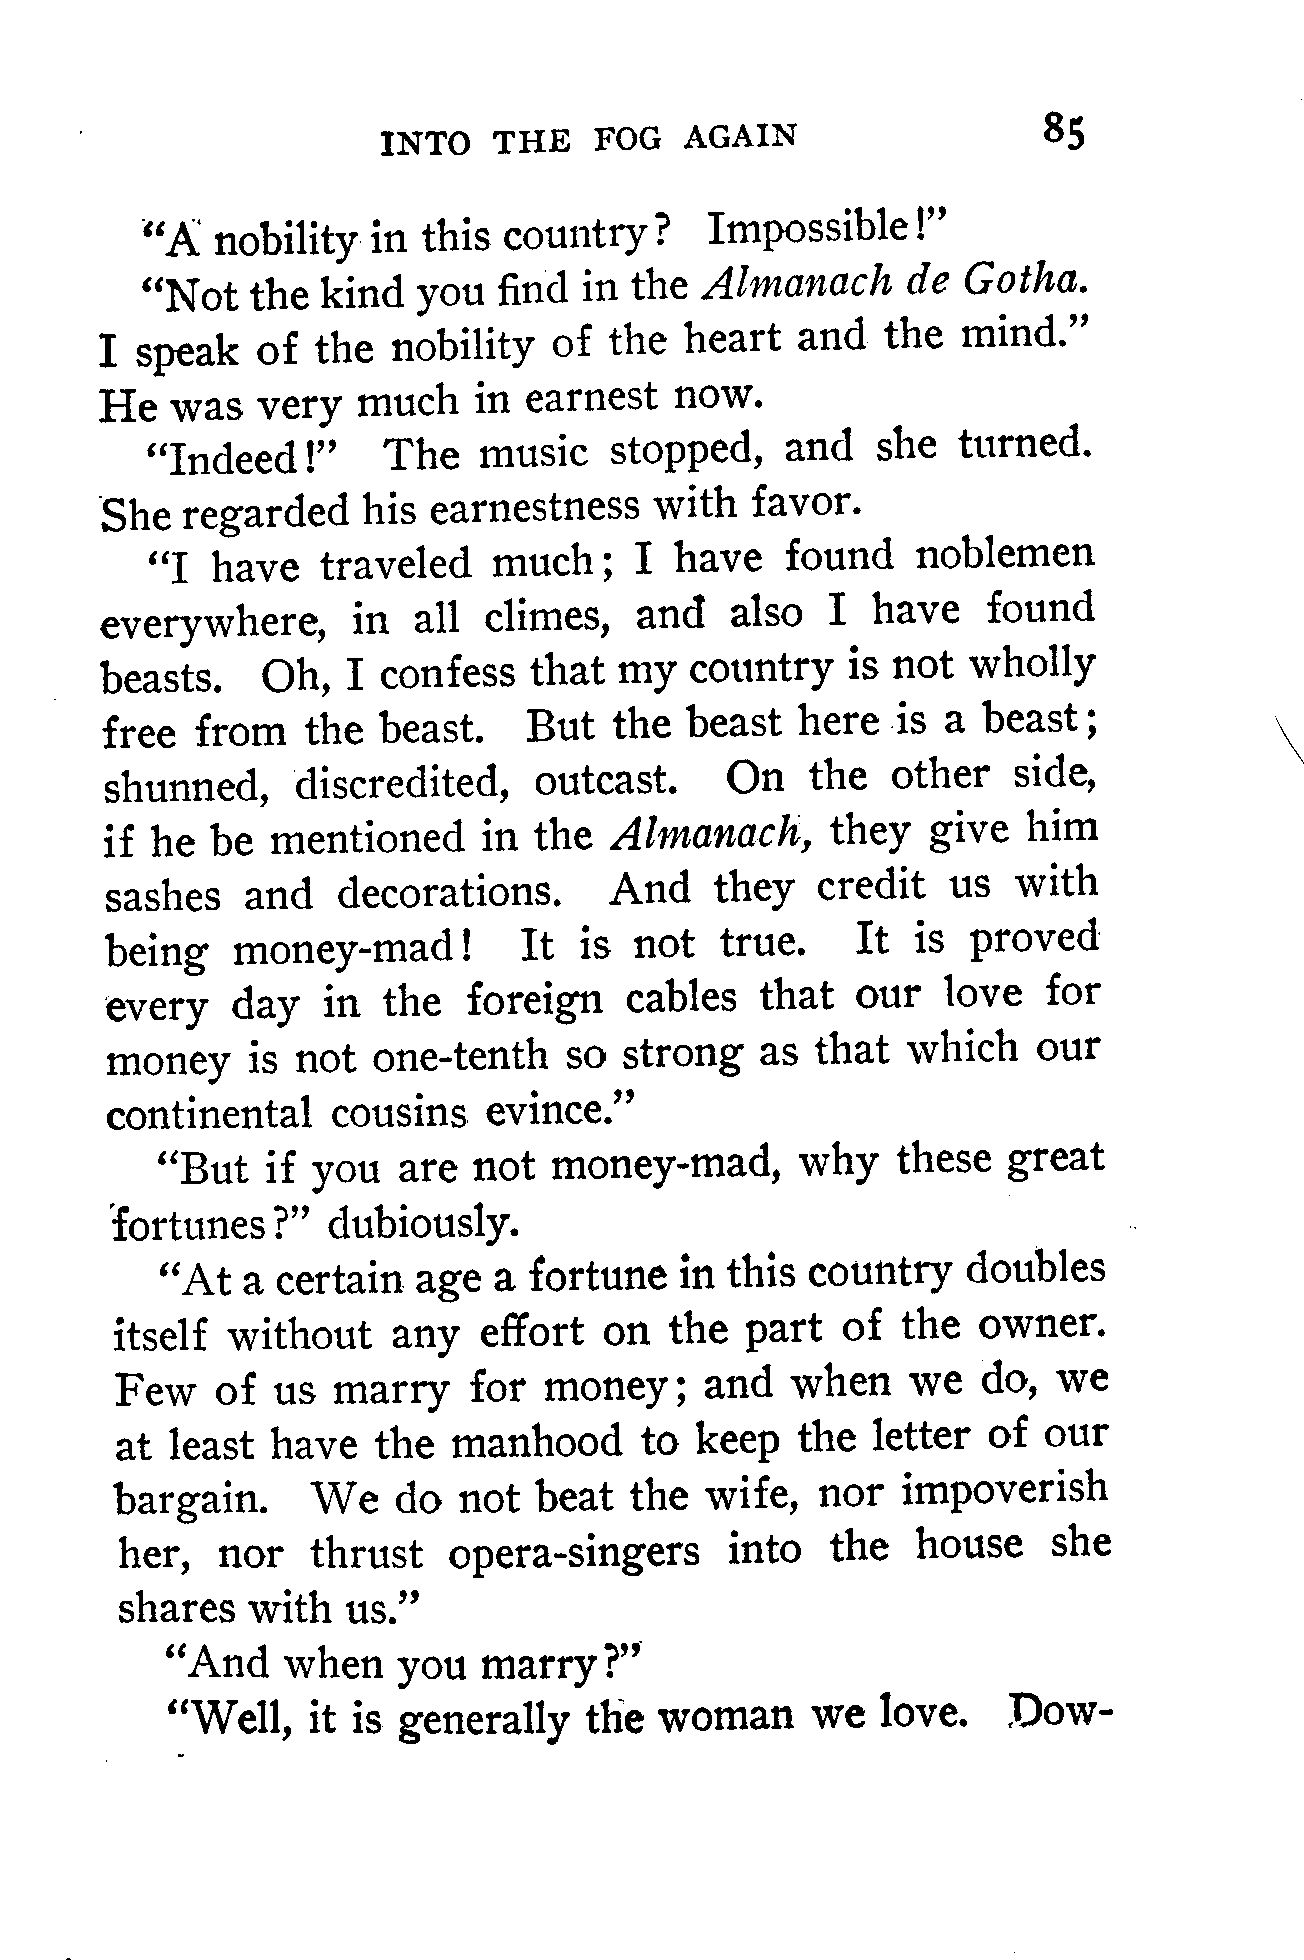 INTO THE FOG AGAIN 85
“A nobility in this country? Impossible!”
“Not the kind you find in the Almanach de Gotha.
I speak of the nobility of the heart and the mind.”
He was very much in earnest now.
“Indeed!” The music stopped, and she turned.
She regarded his earnestness with favor.
“I have traveled much; I have found noblemen
everywhere, in all climes, and also I have found
beasts. Oh, I confess that my country is not wholly
free from the beast. But the beast here is a beast;
shunned, discredited, outcast. On the other side,
if he be mentioned in the Almanach, they give him
sashes and decorations. And they credit us with
being money-mad! It is not true. It is proved
every day in the foreign cables that our love for
money is not one-tenth so strong as that which our
continental cousins evince.”
“But if you are not money-mad, why these great
fortunes?” dubiously.
“At a certain age a fortune in this country doubles
itself without any effort on the part of the owner.
Few of us marry for money; and when we do, we
at least have the manhood to keep the letter of our
bargain. We do not beat the wife, nor impoverish
her, nor thrust opera-singers into the house she
shares with us.”
“And when you marry?”
“Well, it is generally the woman we love. Dow-